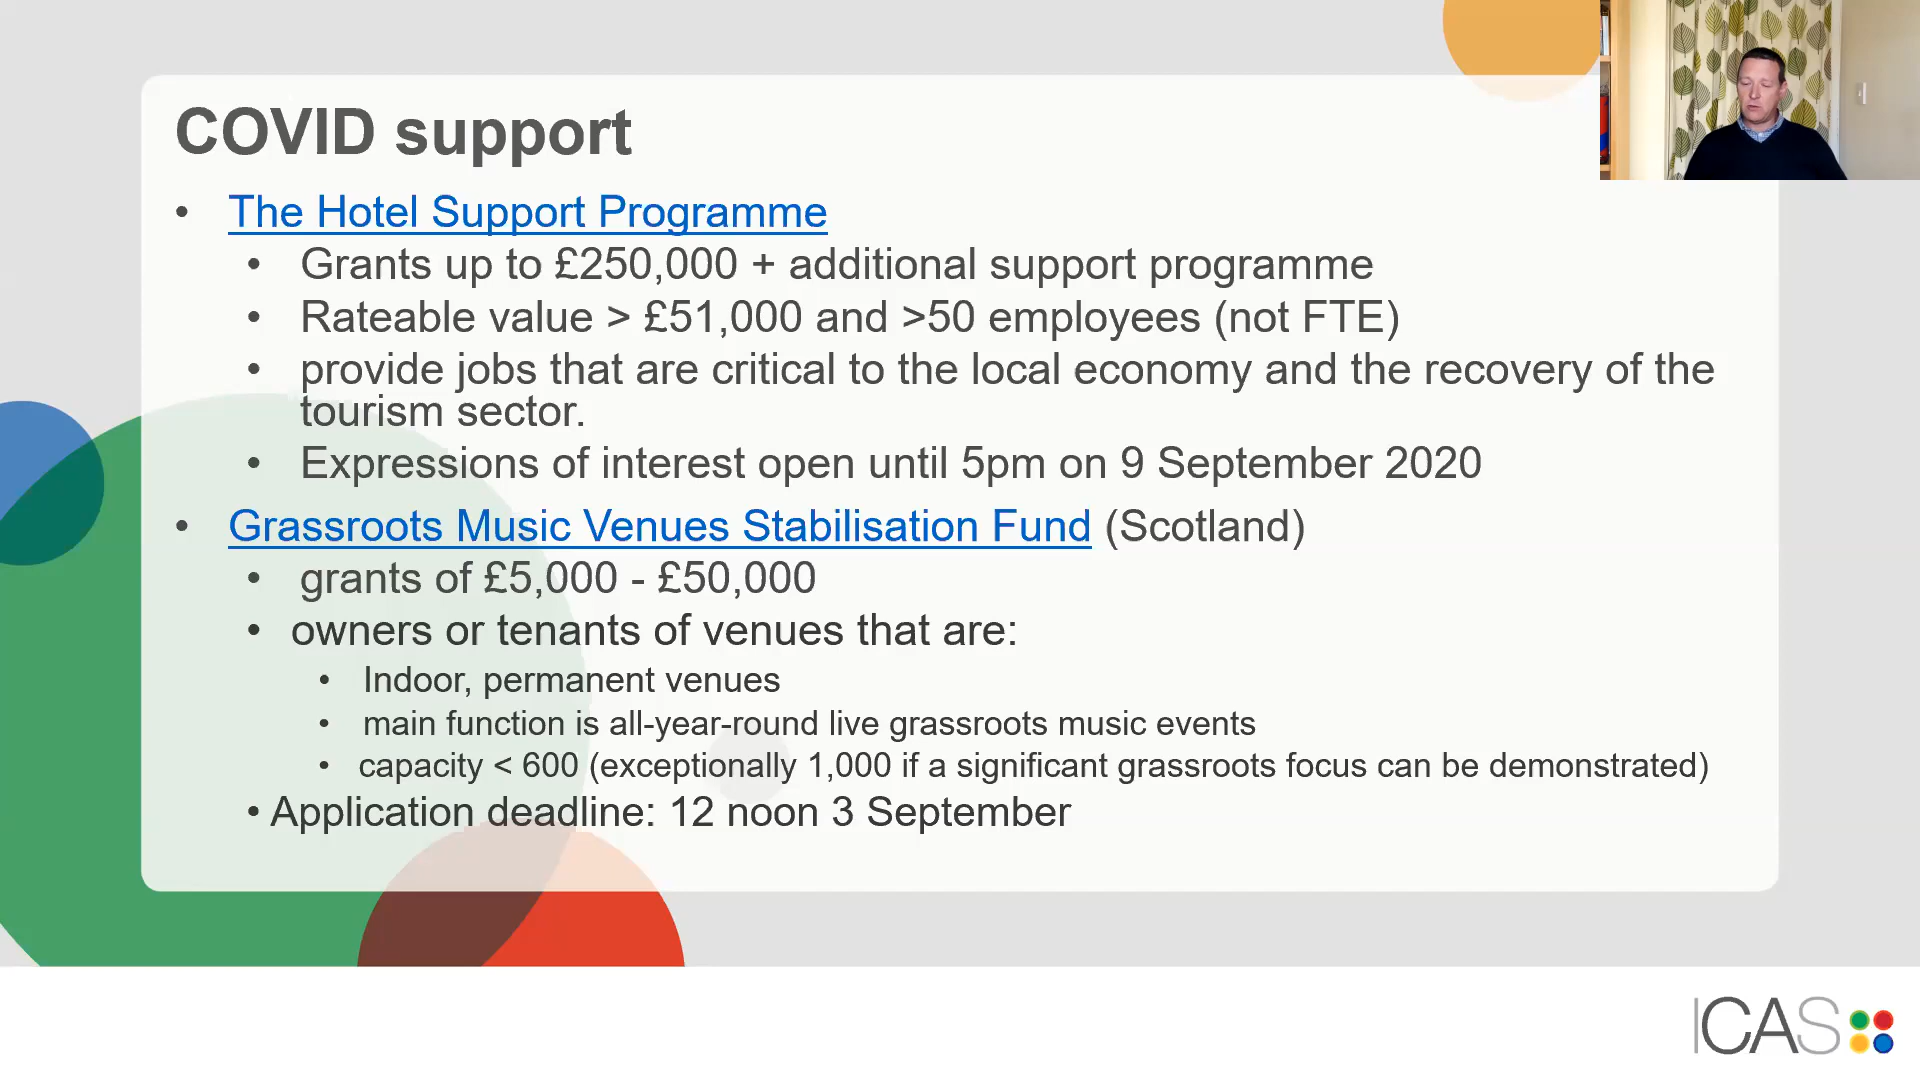 COVID support
• The Hotel Support Programme
• Grants up to £250,000 + additional support programme
• Rateable value > £51,000 and >50 employees (not FTE)
• provide jobs that are critical to the local economy and the recovery of the
tourism sector.
• Expressions of interest open until 5pm on 9 September 2020
• Grassroots Music Venues Stabilisation Fund (Scotland)
• grants of £5,000 - £50,000
• owners or tenants of venues that are:
• Indoor, permanent venues
• main function is all-year-round live grassroots music events
• capacity < 600 (exceptionally 1,000 if a significant grassroots focus can be demonstrated)
• Application deadline: 12 noon 3 September
ICAS